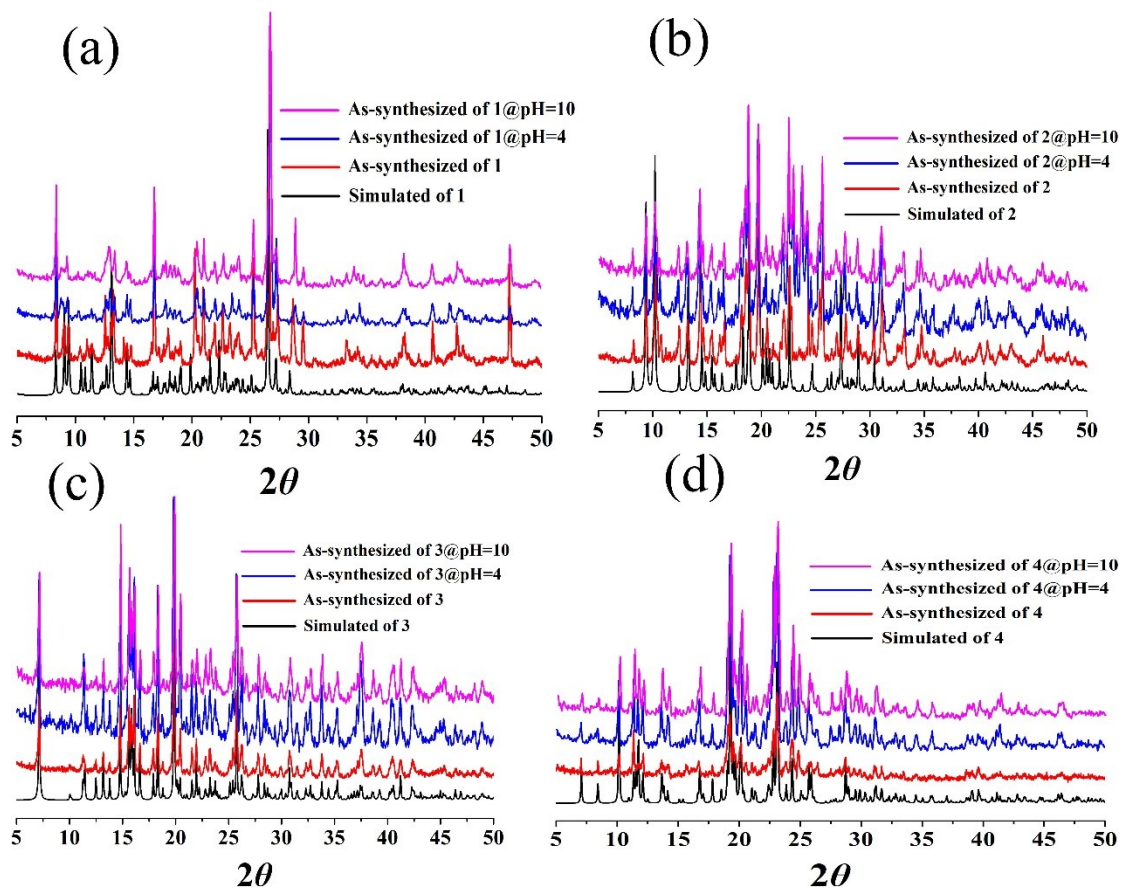 (a)
As-synthesized of 1@pH=10
As-synthesized of 1@pH=4
As-synthesized of 1
Simulated of 1
5 10 15 20 25 30 35 40 45 50
2θ
(b)
As-synthesized of 2@pH=10
As-synthesized of 2@pH=4
As-synthesized of 2
Simulated of 2
5 10 15 20 25 30 35 40 45 50
2θ
(c)
As-synthesized of 3@pH=10
As-synthesized of 3@pH=4
As-synthesized of 3
Simulated of 3
5 10 15 20 25 30 35 40 45 50
2θ
(d)
As-synthesized of 4@pH=10
As-synthesized of 4@pH=4
As-synthesized of 4
Simulated of 4
5 10 15 20 25 30 35 40 45 50
2θ